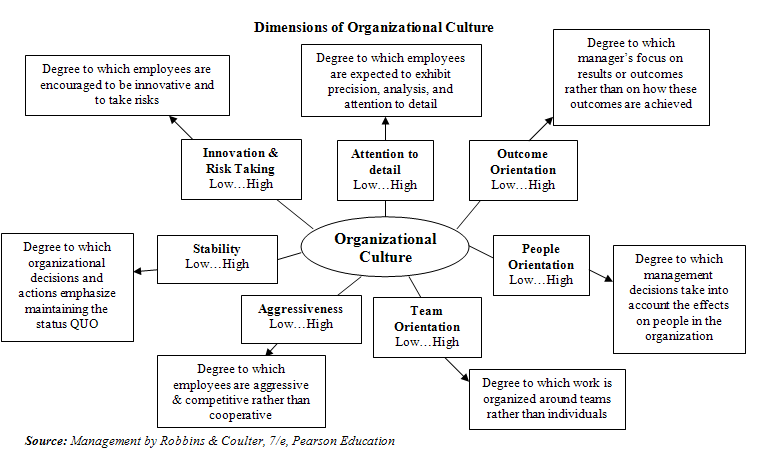 Dimensions of Organizational Culture
Degree to which employees are
encouraged to be innovative and
to take risks
Degree to which employees
are expected to exhibit
precision, analysis, and
attention to detail
Degree to which
manager's focus on
results or outcomes
rather than on how these
outcomes are achieved
Innovation &
Risk Taking
Low…High
Attention to
detail
Low…High
Outcome
Orientation
Low…High
Organizational
Culture
Stability
Low…High
Degree to which
organizational
decisions and
actions emphasize
maintaining the
status QUO
People
Orientation
Low…High
Degree to which
management
decisions take into
account the effects
on people in the
organization
Aggressiveness
Low…High
Team
Orientation
Low…High
Degree to which
employees are aggressive
& competitive rather than
cooperative
Degree to which work is
organized around teams
rather than individuals
Source: Management by Robbins & Coulter, 7/e, Pearson Education